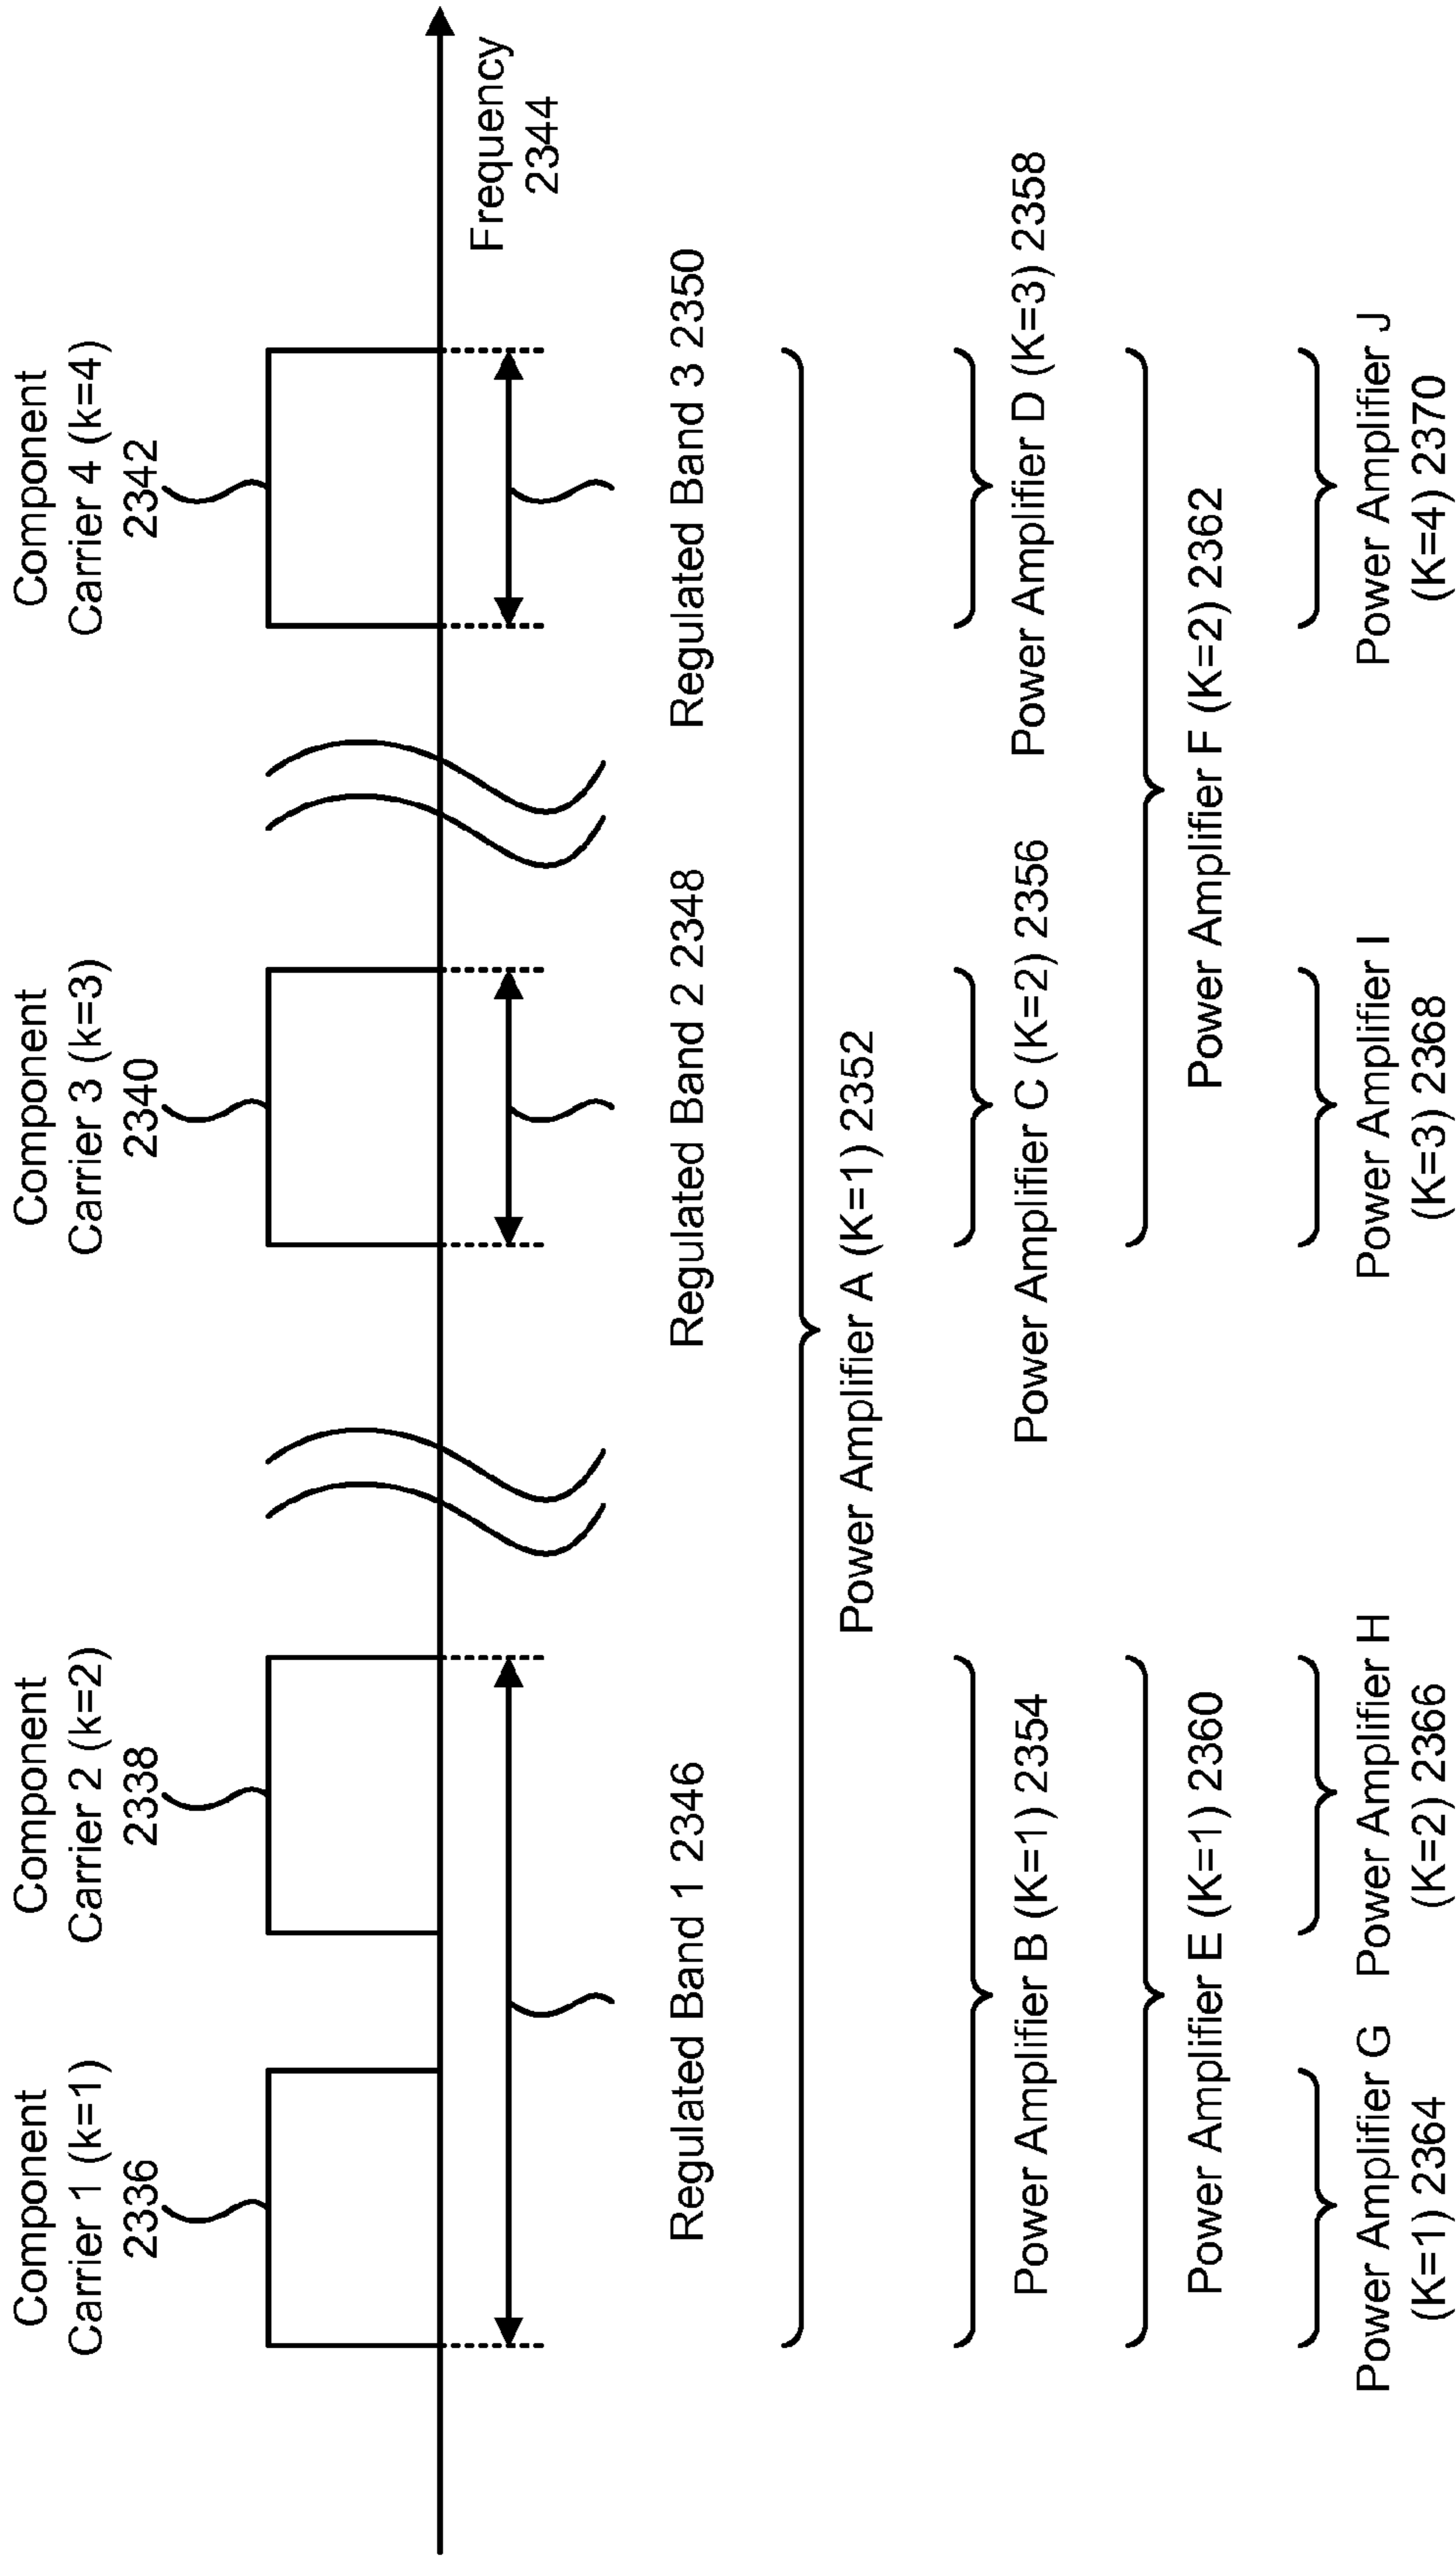 Component
Carrier 1 (k=1)
2336
Component
Carrier 2 (k=2)
2338
Component
Carrier 3 (k=3)
2340
Component
Carrier 4 (k=4)
2342
Frequency
2344
Regulated Band 1 2346
Regulated Band 2 2348
Regulated Band 3 2350
Power Amplifier A (K=1) 2352
Power Amplifier B (K=1) 2354
Power Amplifier C (K=2) 2356
Power Amplifier D (K=3) 2358
Power Amplifier E (K=1) 2360
Power Amplifier F (K=2) 2362
Power Amplifier G
(K=1) 2364
Power Amplifier H
(K=2) 2366
Power Amplifier I
(K=3) 2368
Power Amplifier J
(K=4) 2370